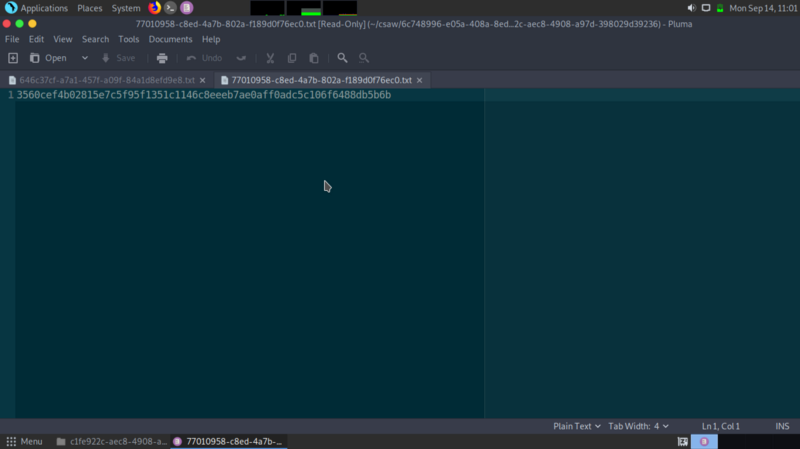 Applications Places System Mon Sep 14, 11:01
77010958-c8ed-4a7b-802a-f189d0f76ec0.txt [Read-Only] (~/csaw/6c748996-e05a-408a-8ed...2c-aec8-4908-a97d-398029d39236) - Pluma
File Edit View Search Tools Documents Help
Open Save Undo
646c37cf-a7a1-457f-a09f-84a1d8efd9e8.txt 77010958-c8ed-4a7b-802a-f189d0f76ec0.txt
1 3560cef4b02815e7c5f95f1351c1146c8eeeb7ae0aff0adc5c106f6488db5b6b
Plain Text Tab Width: 4 Ln 1, Col 1 INS
Menu c1fe922c-aec8-4908-a... 77010958-c8ed-4a7b-...